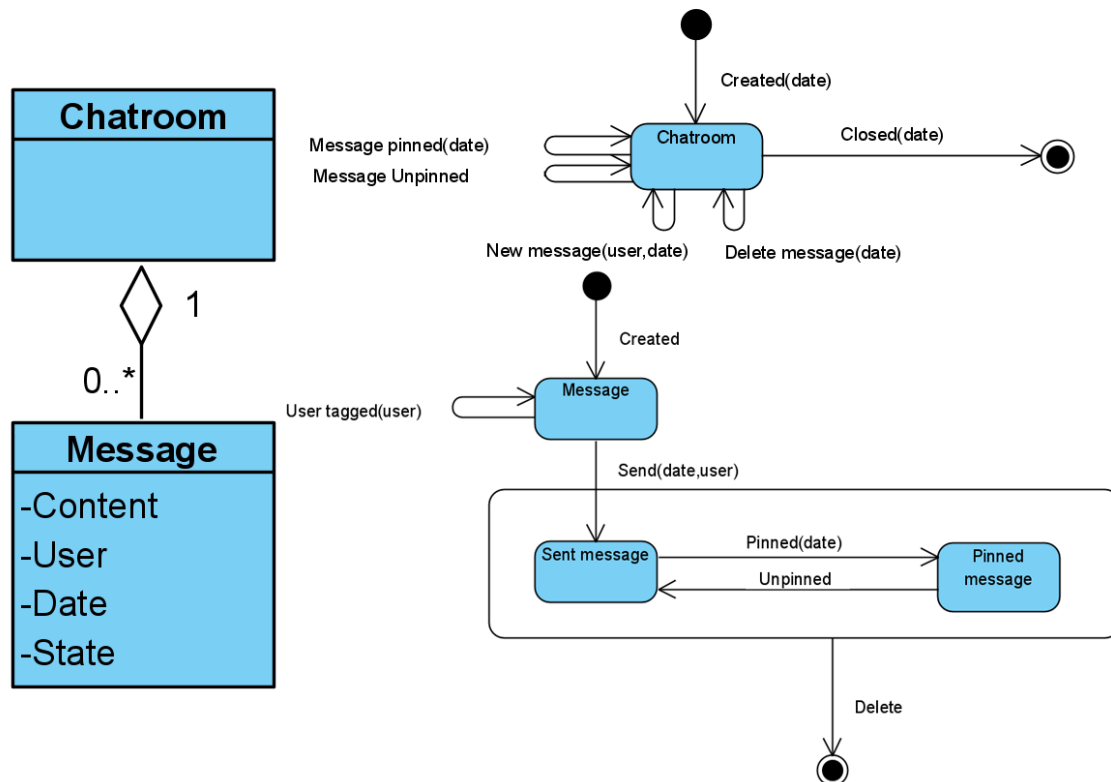 Chatroom
1
0..*
Message
-Content
-User
-Date
-State
Created(date)
Message pinned(date)
Message Unpinned
Chatroom
Closed(date)
New message(user,date)
Delete message(date)
Created
Message
User tagged(user)
Send(date,user)
Sent message
Pinned(date)
Unpinned
Pinned
message
Delete